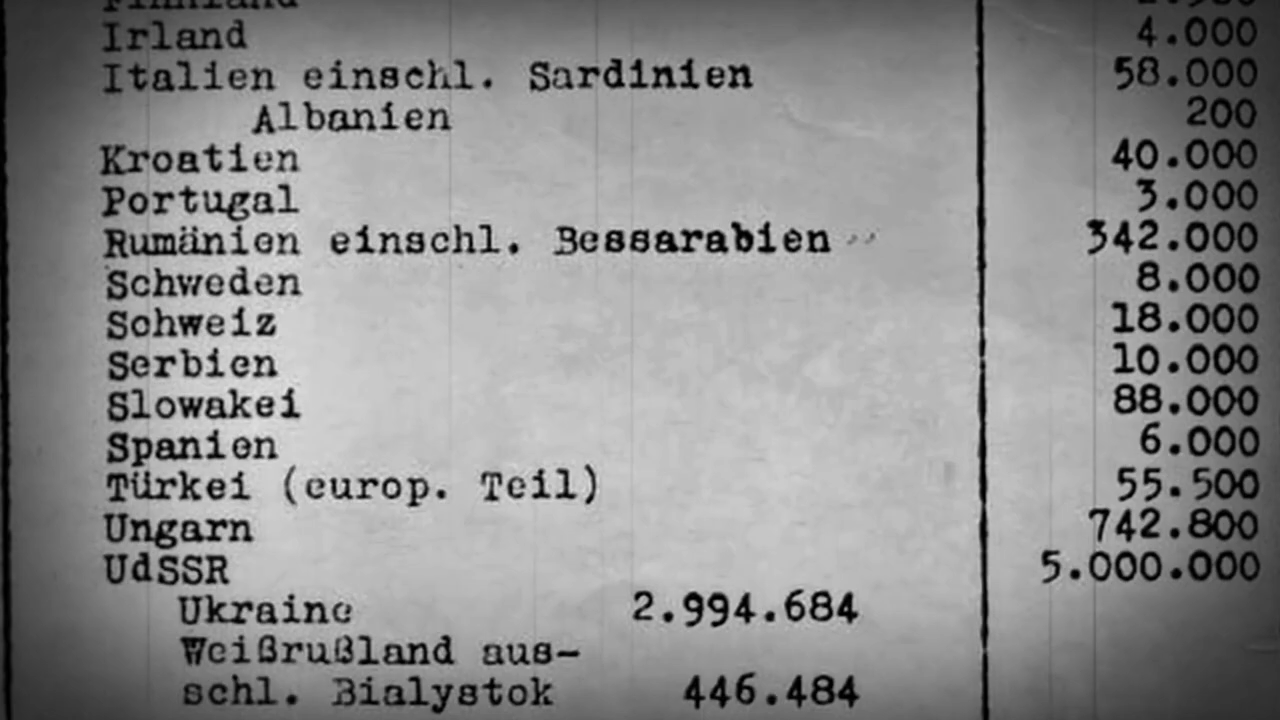 Finnland
Irland 4.000
Italien einschl. Sardinien 58.000
Albanien 200
Kroatien 40.000
Portugal 3.000
Rumänien einschl. Bessarabien 342.000
Schweden 8.000
Schweiz 18.000
Serbien 10.000
Slowakei 88.000
Spanien 6.000
Türkei (europ. Teil) 55.500
Ungarn 742.800
UdSSR 5.000.000
Ukraine 2.994.684
Weißrußland aus-
schl. Bialystok 446.484